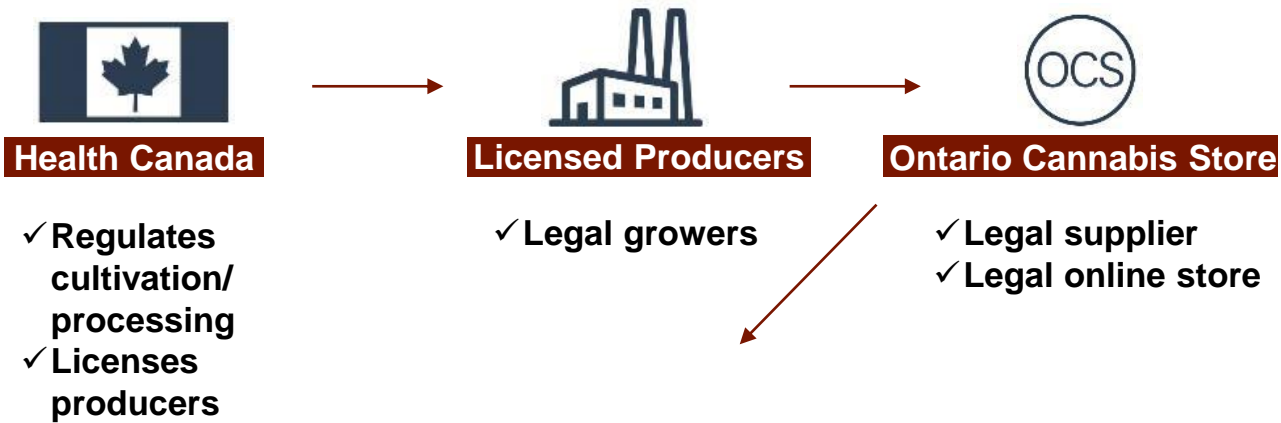 OCS
Health Canada
Licensed Producers
Ontario Cannabis Store
✓Regulates
cultivation/
processing
✓Licenses
producers
✓Legal growers
✓Legal supplier
✓Legal online store